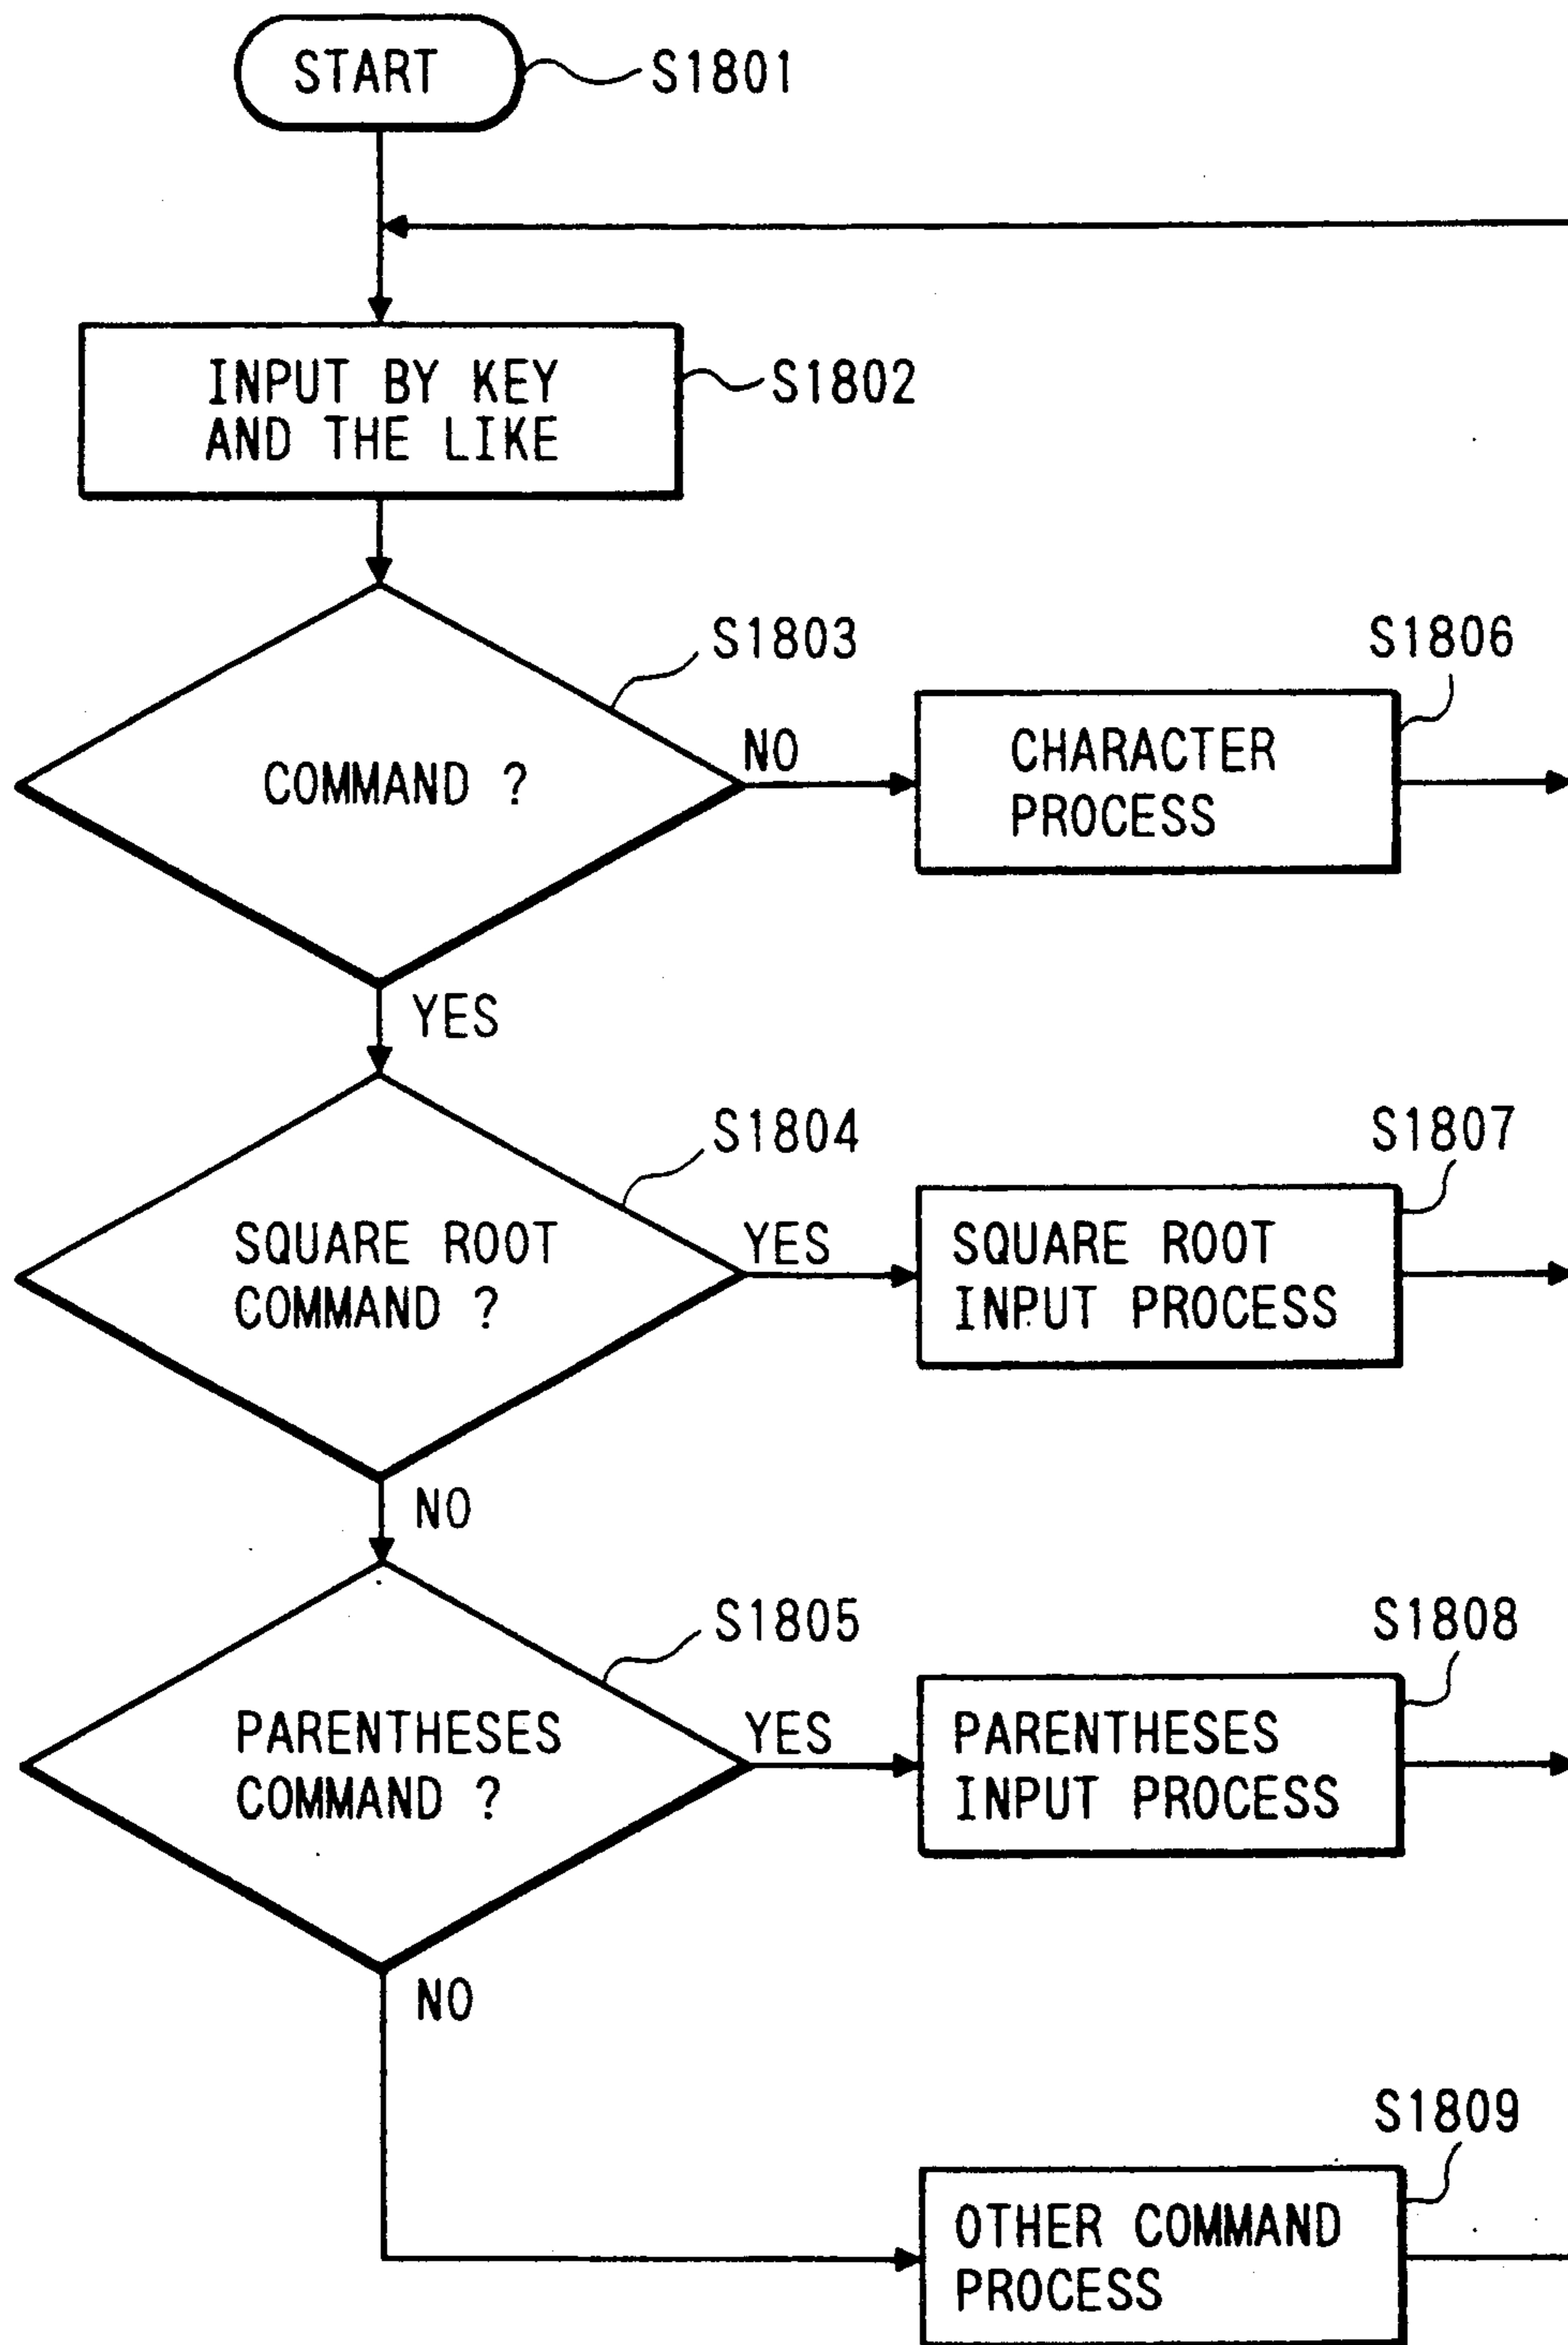 START
S1801
INPUT BY KEY
AND THE LIKE
S1802
COMMAND ?
S1803
NO
CHARACTER
PROCESS
S1806
YES
SQUARE ROOT
COMMAND ?
S1804
YES
SQUARE ROOT
INPUT PROCESS
S1807
NO
PARENTHESES
COMMAND ?
S1805
YES
PARENTHESES
INPUT PROCESS
S1808
NO
OTHER COMMAND
PROCESS
S1809